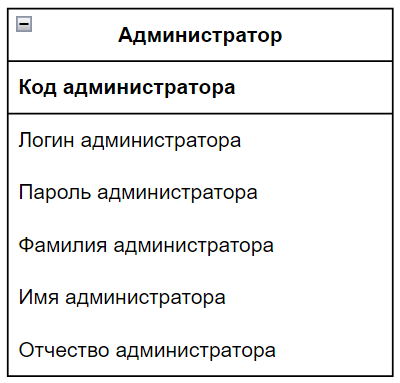 Администратор
Код администратора
Логин администратора
Пароль администратора
Фамилия администратора
Имя администратора
Отчество администратора